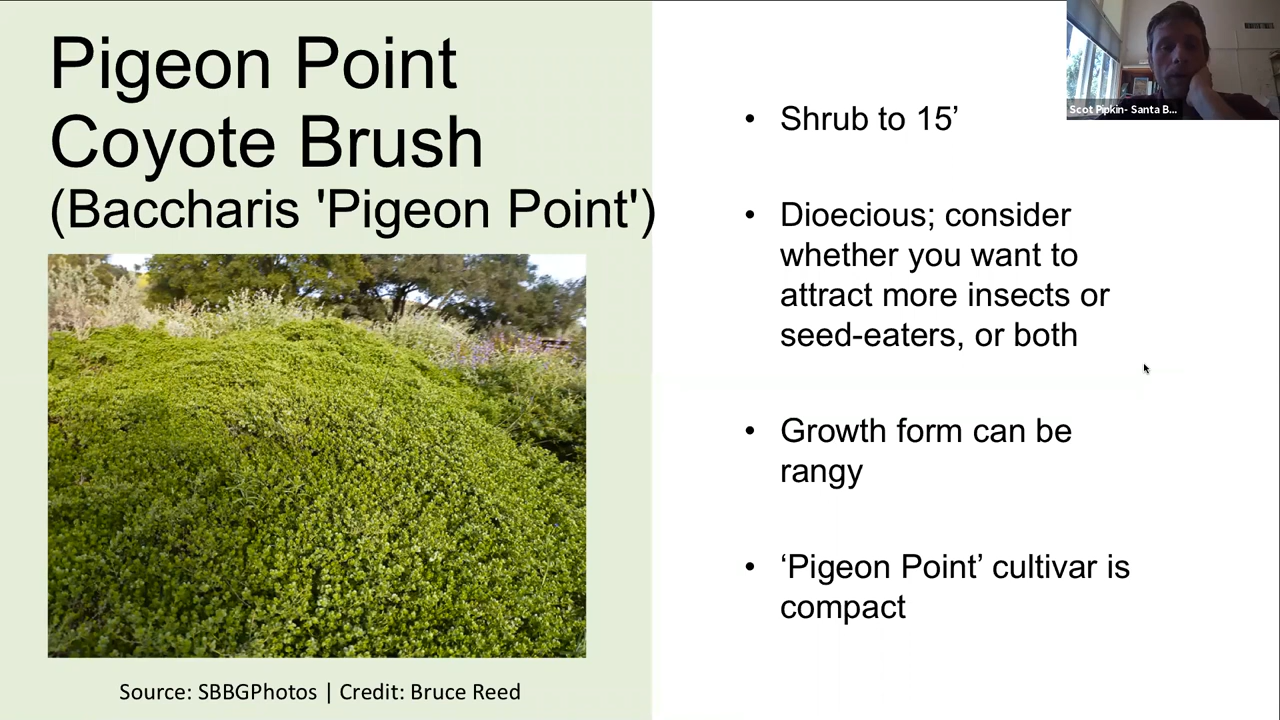 Pigeon Point
Coyote Brush
(Baccharis 'Pigeon Point')
Source: SBBGPhotos | Credit: Bruce Reed
• Shrub to 15’
• Dioecious; consider
whether you want to
attract more insects or
seed-eaters, or both
• Growth form can be
rangy
• ‘Pigeon Point’ cultivar is
compact
Scot Pipkin- Santa B...